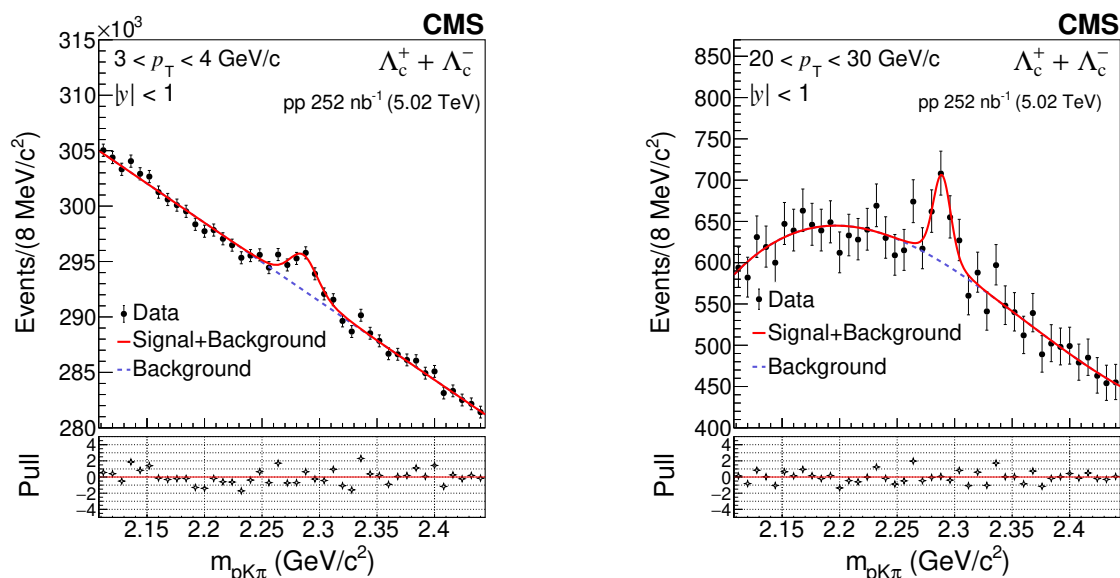 ×10³
CMS
315
310
305
300
295
290
285
280
3 < p_T < 4 GeV/c
Λ_c⁺ + Λ_c⁻
|y| < 1
pp 252 nb⁻¹ (5.02 TeV)
Events/(8 MeV/c²)
Data
Signal+Background
Background
4
2
0
−2
−4
Pull
2.15 2.2 2.25 2.3 2.35 2.4
m_pKπ (GeV/c²)
CMS
850
800
750
700
650
600
550
500
450
400
20 < p_T < 30 GeV/c
Λ_c⁺ + Λ_c⁻
|y| < 1
pp 252 nb⁻¹ (5.02 TeV)
Events/(8 MeV/c²)
Data
Signal+Background
Background
4
2
0
−2
−4
Pull
2.15 2.2 2.25 2.3 2.35 2.4
m_pKπ (GeV/c²)